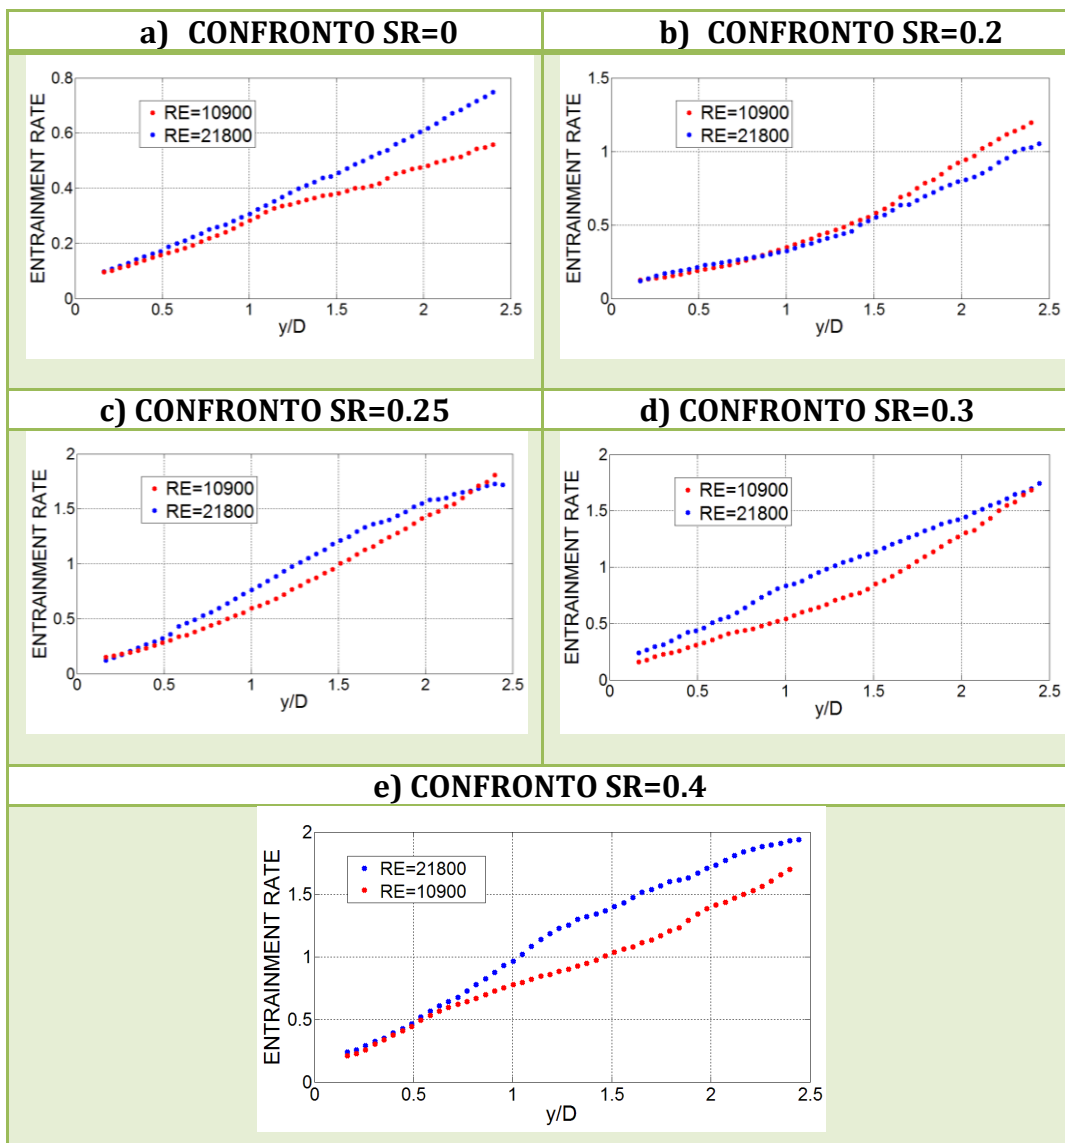 a) CONFRONTO SR=0
b) CONFRONTO SR=0.2
ENTRAINMENT RATE
0.8
0.6
0.4
0.2
0
RE=10900
RE=21800
0 0.5 1 1.5 2 2.5
y/D
ENTRAINMENT RATE
1.5
1
0.5
0
RE=10900
RE=21800
0 0.5 1 1.5 2 2.5
y/D
c) CONFRONTO SR=0.25
d) CONFRONTO SR=0.3
ENTRAINMENT RATE
2
1.5
1
0.5
0
RE=10900
RE=21800
0 0.5 1 1.5 2 2.5
y/D
ENTRAINMENT RATE
2
1.5
1
0.5
0
RE=10900
RE=21800
0 0.5 1 1.5 2 2.5
y/D
e) CONFRONTO SR=0.4
ENTRAINMENT RATE
2
1.5
1
0.5
0
RE=21800
RE=10900
0 0.5 1 1.5 2 2.5
y/D